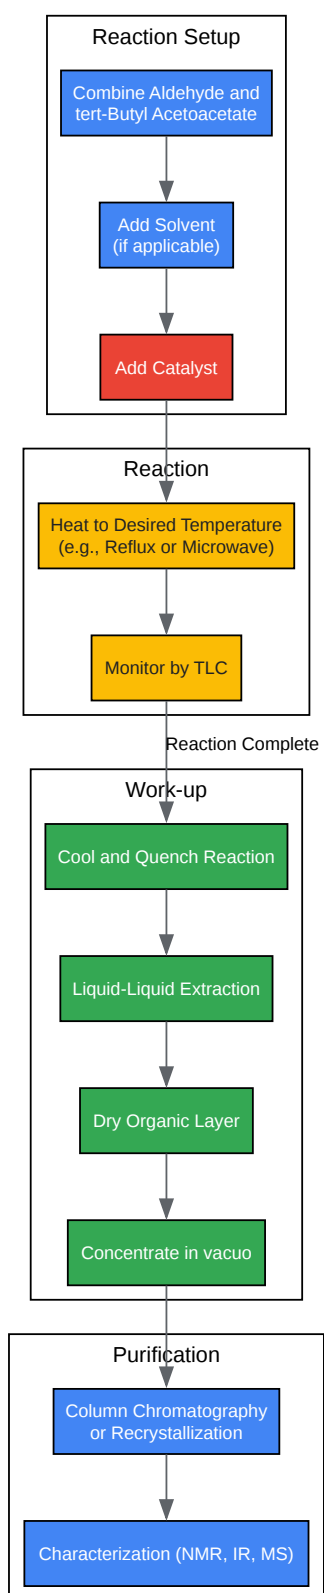 Reaction Setup
Combine Aldehyde and
tert-Butyl Acetoacetate
Add Solvent
(if applicable)
Add Catalyst
Reaction
Heat to Desired Temperature
(e.g., Reflux or Microwave)
Monitor by TLC
Reaction Complete
Work-up
Cool and Quench Reaction
Liquid-Liquid Extraction
Dry Organic Layer
Concentrate in vacuo
Purification
Column Chromatography
or Recrystallization
Characterization (NMR, IR, MS)